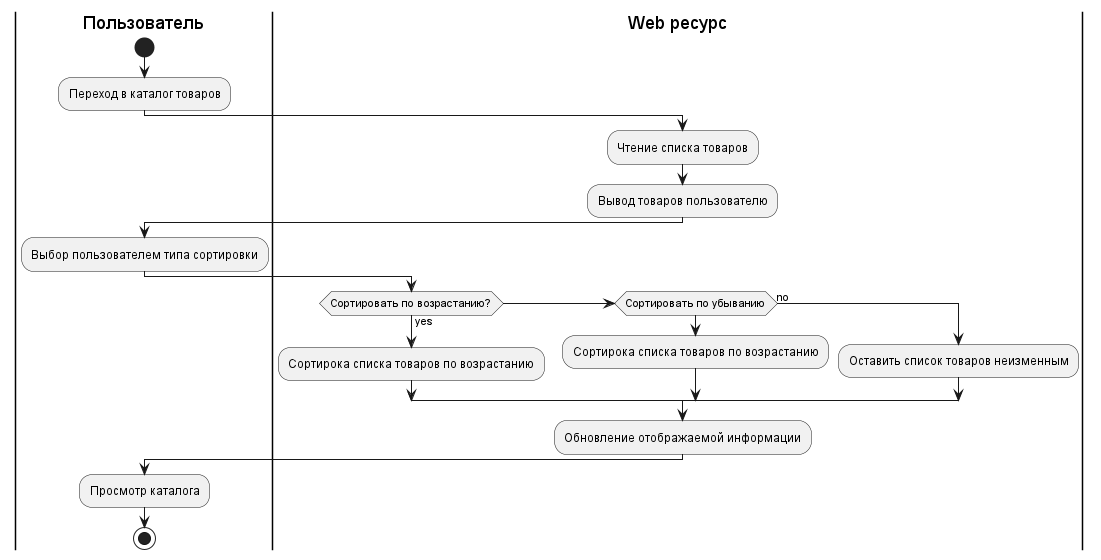 Пользователь
Web ресурс
Переход в каталог товаров
Чтение списка товаров
Вывод товаров пользователю
Выбор пользователем типа сортировки
Сортировать по возрастанию?
yes
Сортировать по убыванию
no
Сортирока списка товаров по возрастанию
Сортирока списка товаров по возрастанию
Оставить список товаров неизменным
Обновление отображаемой информации
Просмотр каталога